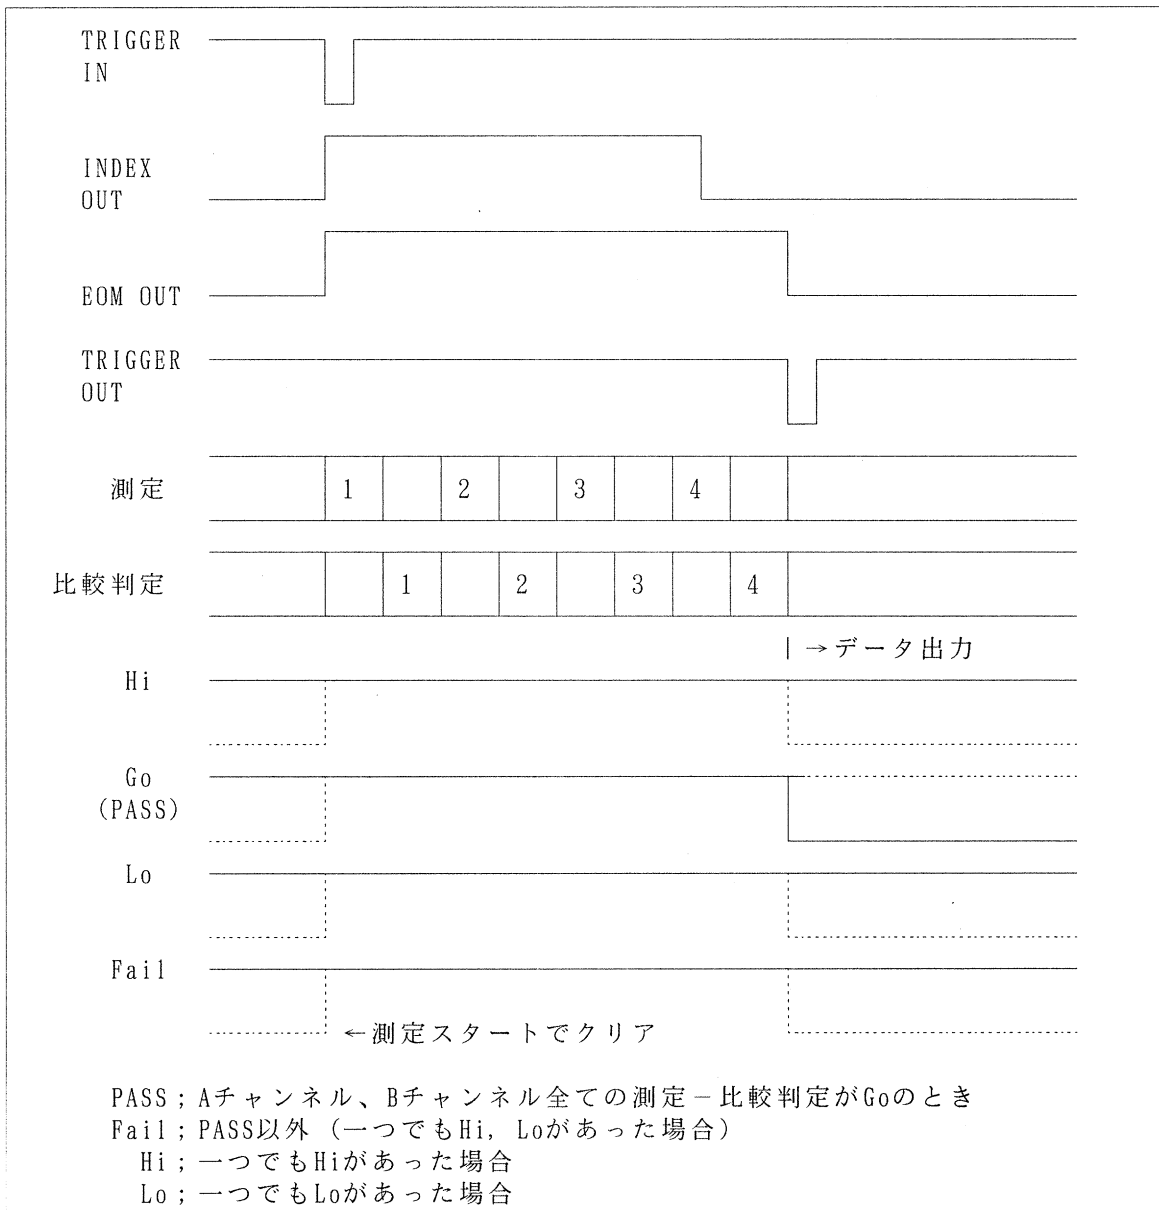 TRIGGER
IN
INDEX
OUT
EOM OUT
TRIGGER
OUT
測定 1 2 3 4
比較判定 1 2 3 4
→データ出力
Hi
Go
(PASS)
Lo
Fail
←測定スタートでクリア
PASS；Aチャンネル、Bチャンネル全ての測定－比較判定がGoのとき
Fail；PASS以外（一つでもHi, Loがあった場合）
Hi；一つでもHiがあった場合
Lo；一つでもLoがあった場合